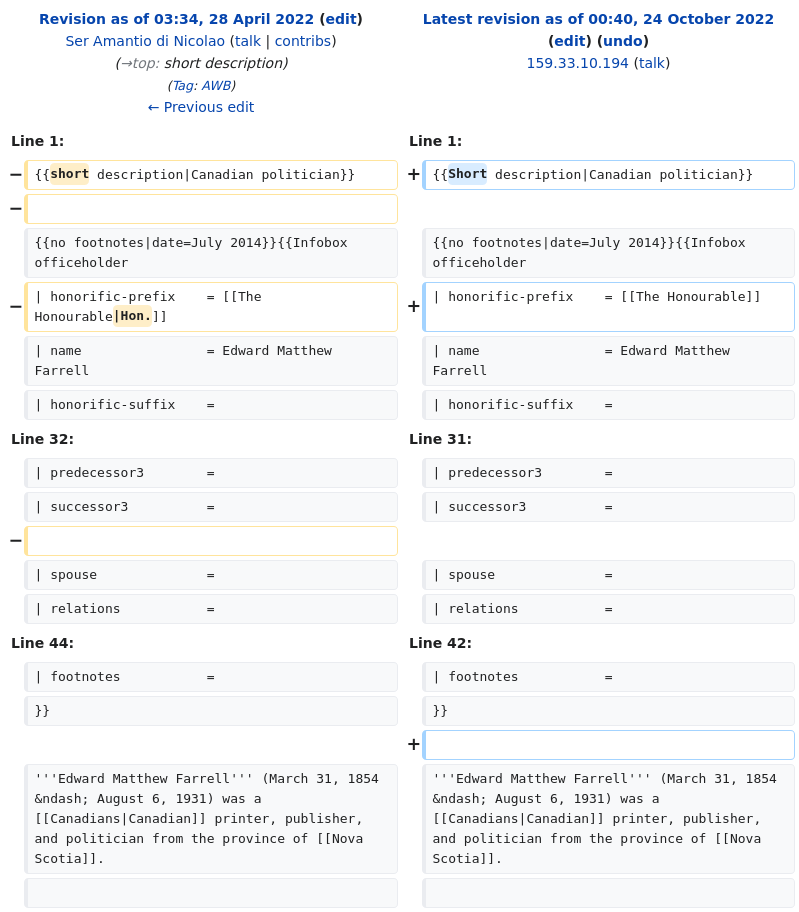 Revision as of 03:34, 28 April 2022 (edit)
Ser Amantio di Nicolao (talk | contribs)
(→top: short description)
(Tag: AWB)
← Previous edit
Latest revision as of 00:40, 24 October 2022
(edit) (undo)
159.33.10.194 (talk)
Line 1:
Line 1:
− {{short description|Canadian politician}}
+ {{Short description|Canadian politician}}
−
{{no footnotes|date=July 2014}}{{Infobox
officeholder
{{no footnotes|date=July 2014}}{{Infobox
officeholder
− | honorific-prefix    = [[The
Honourable|Hon.]]
+ | honorific-prefix    = [[The Honourable]]
| name                = Edward Matthew
Farrell
| name                = Edward Matthew
Farrell
| honorific-suffix    =
| honorific-suffix    =
Line 32:
Line 31:
| predecessor3        =
| predecessor3        =
| successor3          =
| successor3          =
−
| spouse              =
| spouse              =
| relations           =
| relations           =
Line 44:
Line 42:
| footnotes           =
| footnotes           =
}}
}}
+
'''Edward Matthew Farrell''' (March 31, 1854
&ndash; August 6, 1931) was a
[[Canadians|Canadian]] printer, publisher,
and politician from the province of [[Nova
Scotia]].
'''Edward Matthew Farrell''' (March 31, 1854
&ndash; August 6, 1931) was a
[[Canadians|Canadian]] printer, publisher,
and politician from the province of [[Nova
Scotia]].